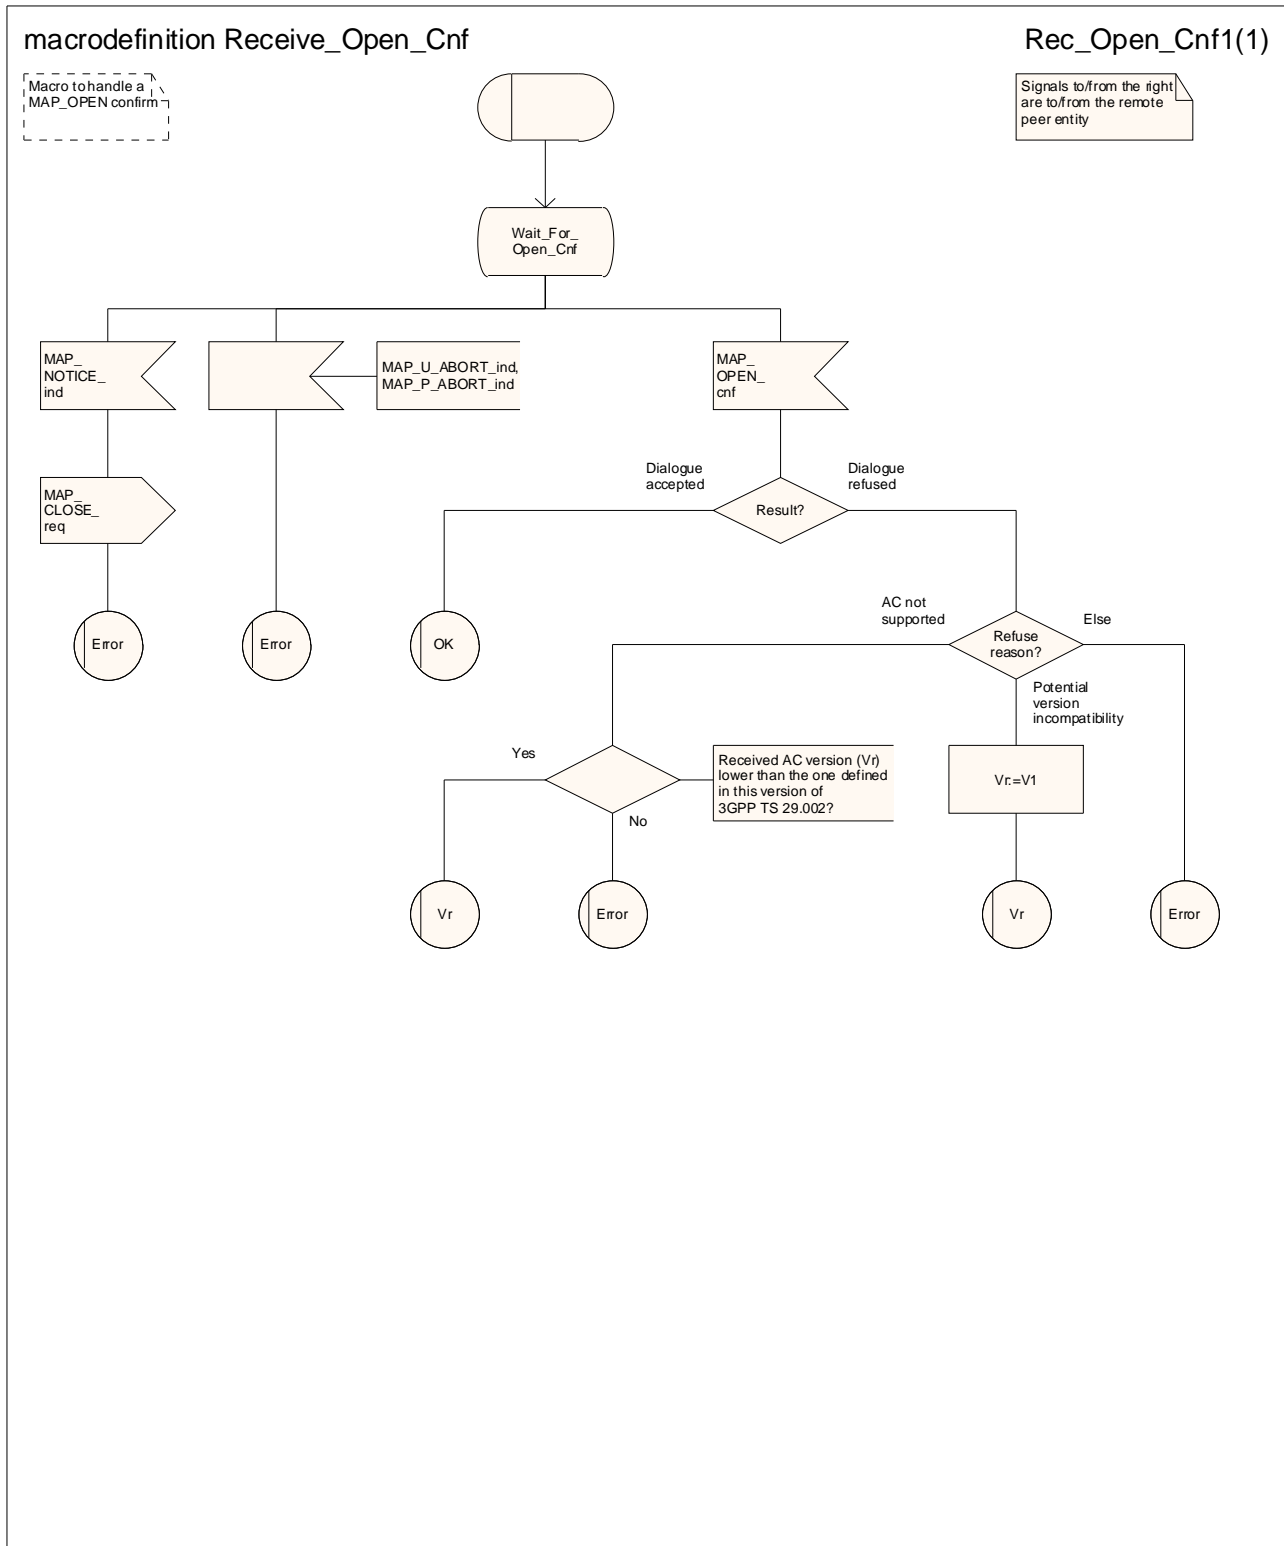 macrodefinition Receive_Open_Cnf
Rec_Open_Cnf1(1)
Macro to handle a
MAP_OPEN confirm
Signals to/from the right
are to/from the remote
peer entity
Wait_For_
Open_Cnf
MAP_
NOTICE_
ind
MAP_U_ABORT_ind,
MAP_P_ABORT_ind
MAP_
OPEN_
cnf
MAP_
CLOSE_
req
Dialogue
accepted
Dialogue
refused
Result?
Error
Error
OK
AC not
supported
Else
Refuse
reason?
Potential
version
incompatibility
Yes
Received AC version (Vr)
lower than the one defined
in this version of
3GPP TS 29.002?
No
Vr:=V1
Vr
Error
Vr
Error